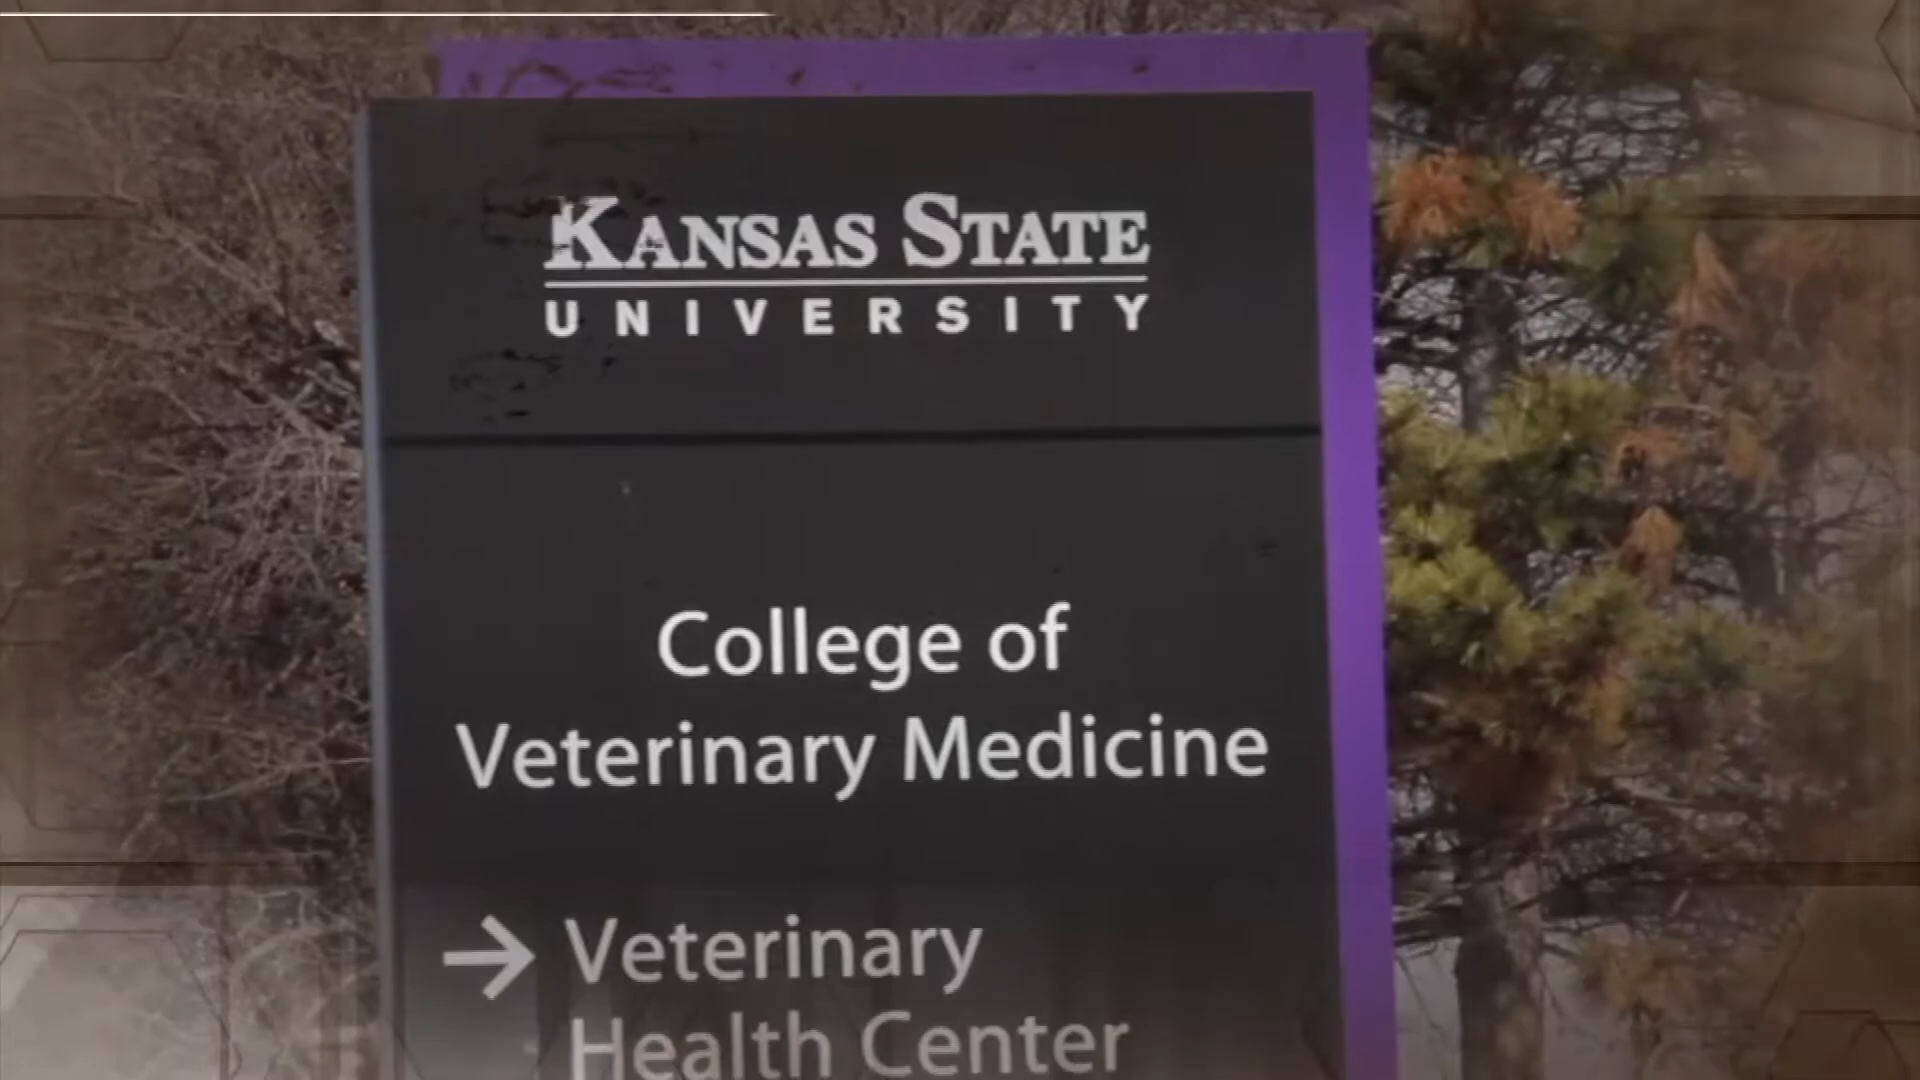 KANSAS STATE
UNIVERSITY
College of
Veterinary Medicine
→ Veterinary
Health Center